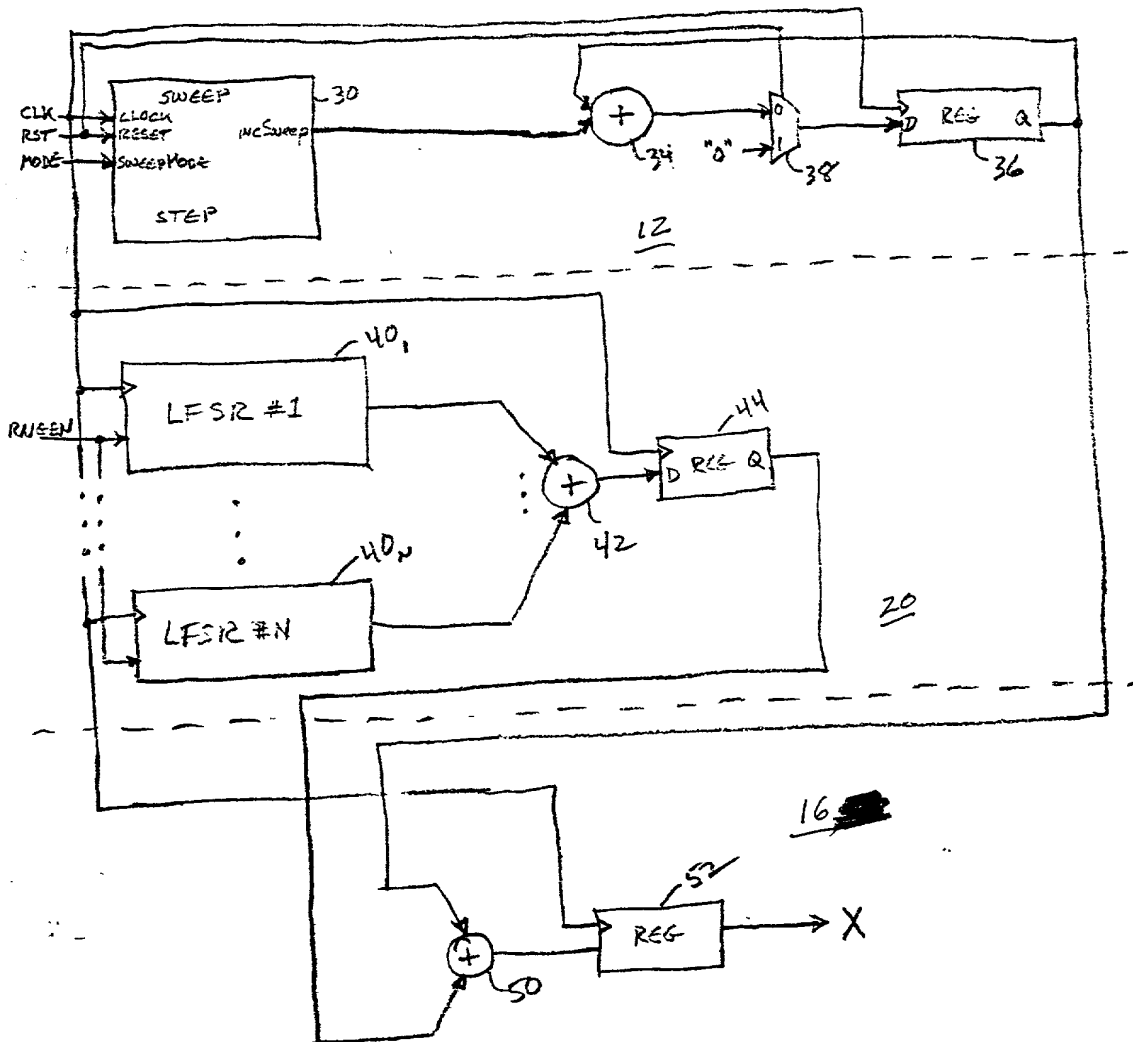 SWEEP
30
CLK
CLOCK
RST
RESET
incSweep
MODE
SWEEPMODE
STEP
+
34
"0"
0
1
38
D
REG
Q
36
12
40₁
LFSR #1
RNGEN
44
D
REG
Q
+
42
40N
LFSR #N
20
16
52
REG
X
+
50